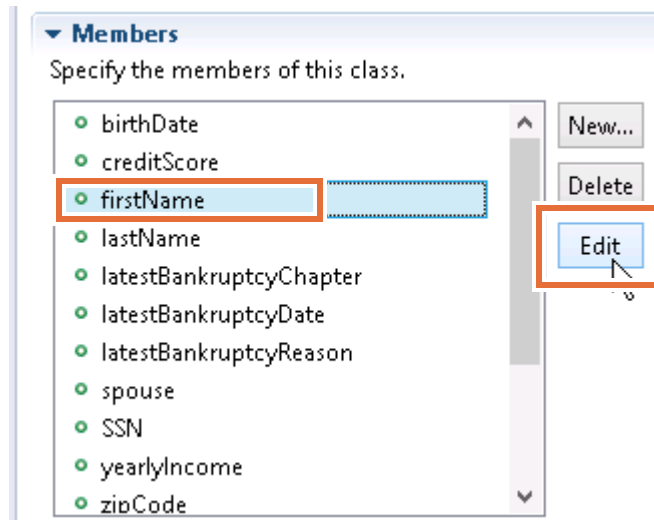 Members
Specify the members of this class.
birthDate
New...
creditScore
Delete
firstName
Edit
lastName
latestBankruptcyChapter
latestBankruptcyDate
latestBankruptcyReason
spouse
SSN
yearlyIncome
zipCode